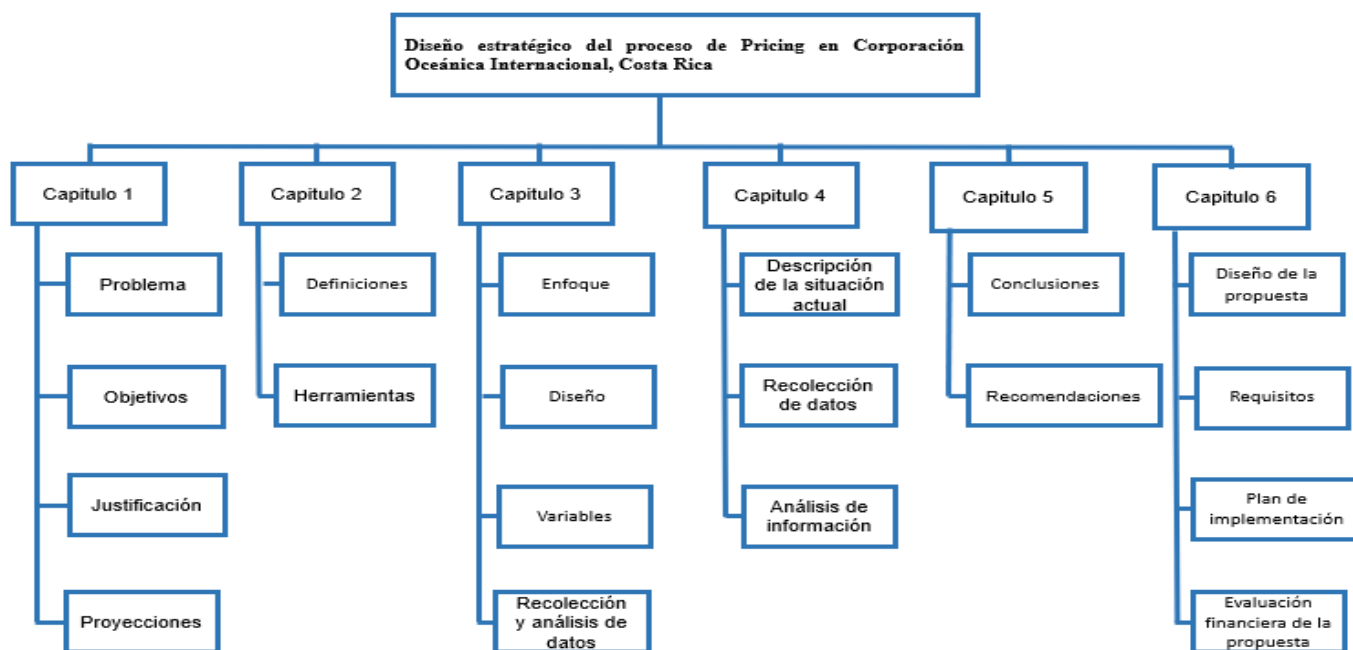 Diseño estratégico del proceso de Pricing en Corporación
Oceánica Internacional, Costa Rica
Capitulo 1
Problema
Objetivos
Justificación
Proyecciones
Capitulo 2
Definiciones
Herramientas
Capitulo 3
Enfoque
Diseño
Variables
Recolección
y análisis de
datos
Capitulo 4
Descripción
de la situación
actual
Recolección
de datos
Análisis de
información
Capitulo 5
Conclusiones
Recomendaciones
Capitulo 6
Diseño de la
propuesta
Requisitos
Plan de
implementación
Evaluación
financiera de la
propuesta